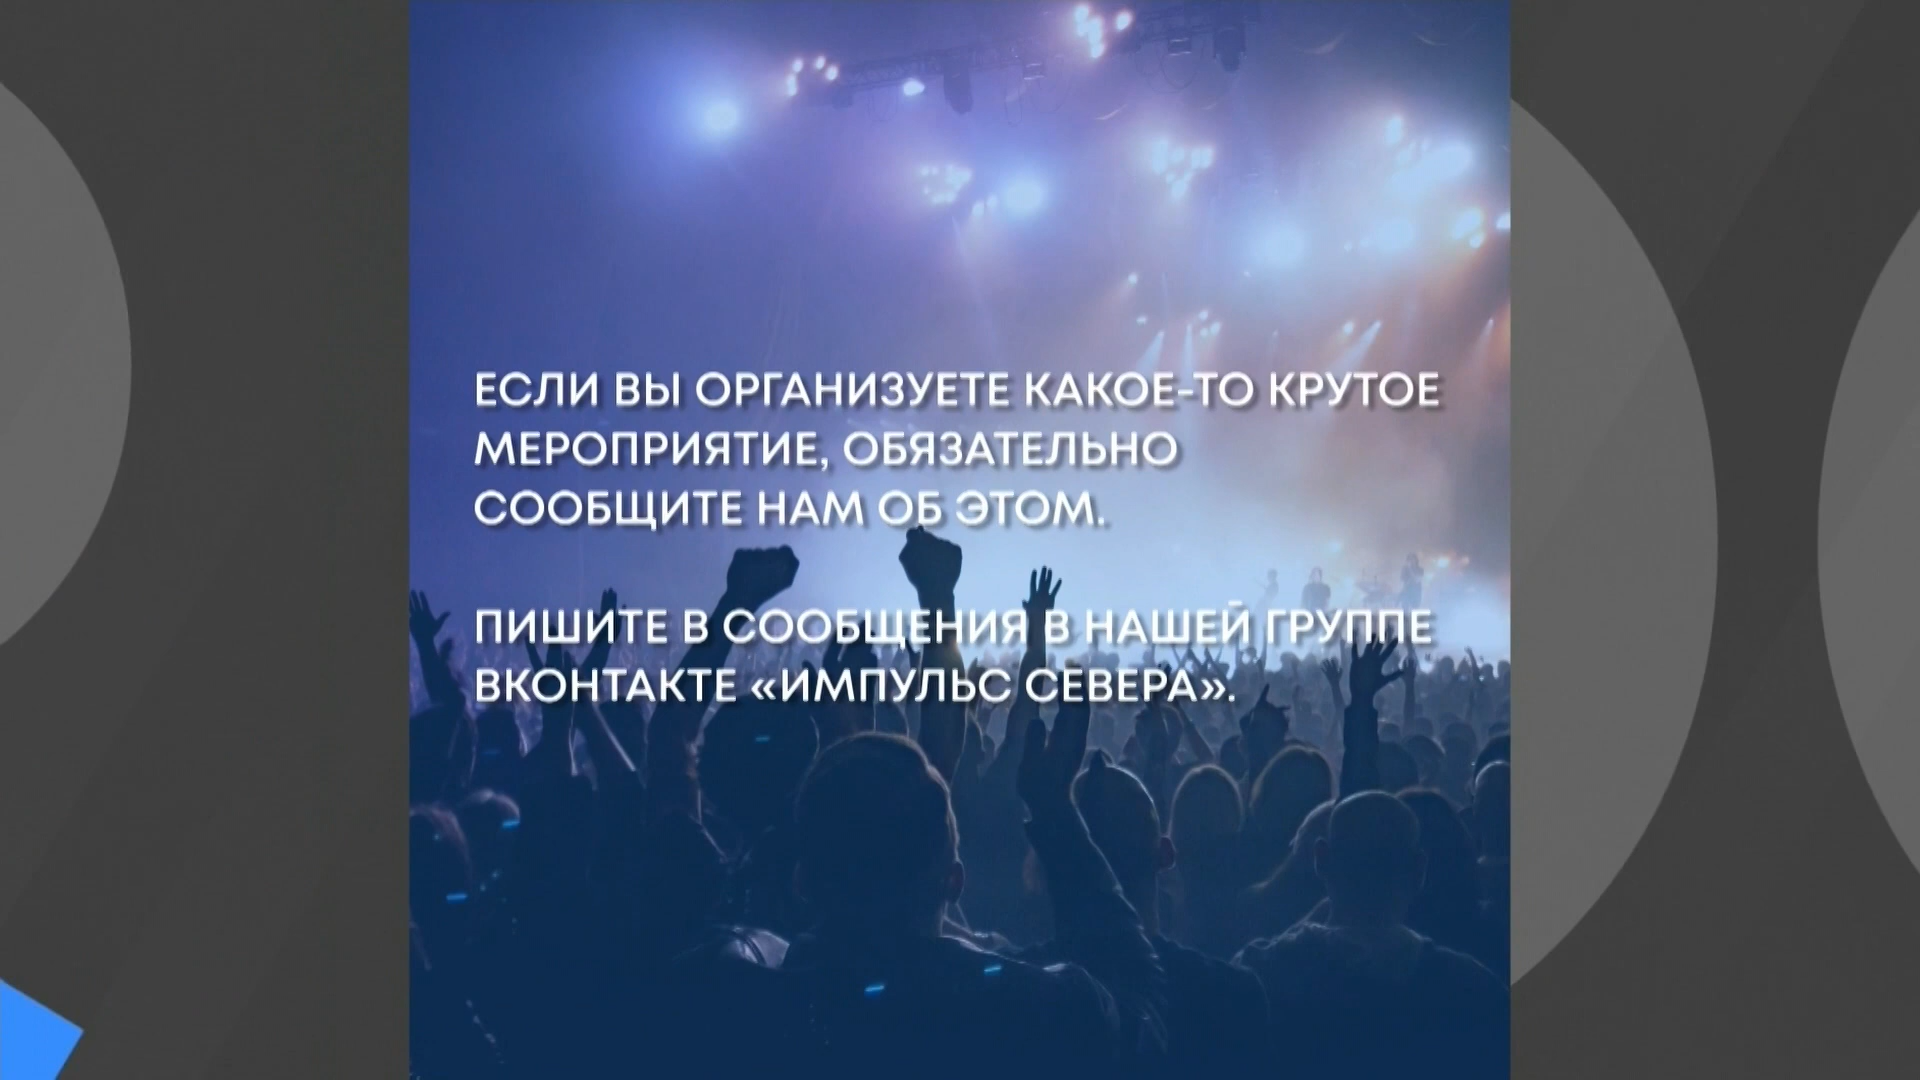 ЕСЛИ ВЫ ОРГАНИЗУЕТЕ КАКОЕ-ТО КРУТОЕ
МЕРОПРИЯТИЕ, ОБЯЗАТЕЛЬНО
СООБЩИТЕ НАМ ОБ ЭТОМ.
ПИШИТЕ В СООБЩЕНИЯ В НАШЕЙ ГРУППЕ
ВКОНТАКТЕ «ИМПУЛЬС СЕВЕРА».